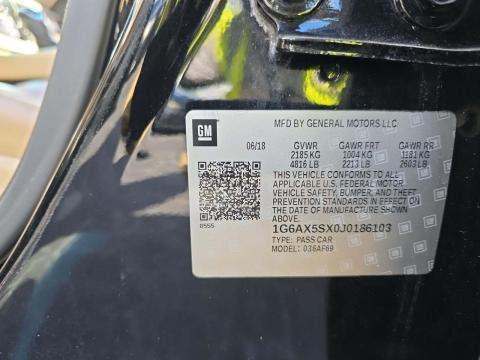 GM
MFD BY GENERAL MOTORS LLC
06/18 GVWR GAWR FRT GAWR RR
2185 KG 1004 KG 1181 KG
4816 LB 2213 LB 2603 LB
THIS VEHICLE CONFORMS TO ALL
APPLICABLE U.S. FEDERAL MOTOR
VEHICLE SAFETY, BUMPER, AND THEFT
PREVENTION STANDARDS IN EFFECT ON
THE DATE OF MANUFACTURE SHOWN
ABOVE.
1G6AX5SX0J0186103
TYPE: PASS CAR
MODEL: 036AF69